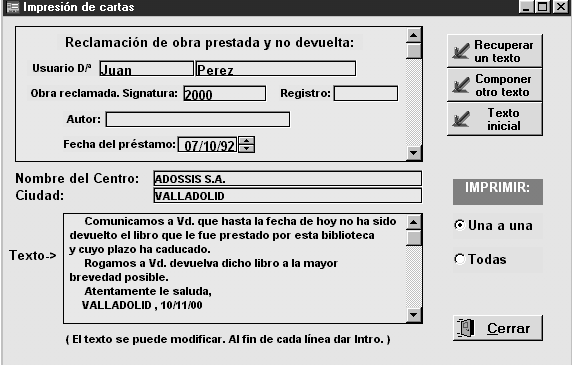 Impresión de cartas
Reclamación de obra prestada y no devuelta:
Usuario D/ª Juan Perez
Obra reclamada. Signatura: 2000 Registro:
Autor:
Fecha del préstamo: 07/10/92
Recuperar un texto
Componer otro texto
Texto inicial
Nombre del Centro: ADOSSIS S.A.
Ciudad: VALLADOLID
IMPRIMIR:
Una a una
Todas
Texto->
Comunicamos a Vd. que hasta la fecha de hoy no ha sido
devuelto el libro que le fue prestado por esta biblioteca
y cuyo plazo ha caducado.
Rogamos a Vd. devuelva dicho libro a la mayor
brevedad posible.
Atentamente le saluda,
VALLADOLID , 10/11/00
Cerrar
( El texto se puede modificar. Al fin de cada línea dar Intro. )